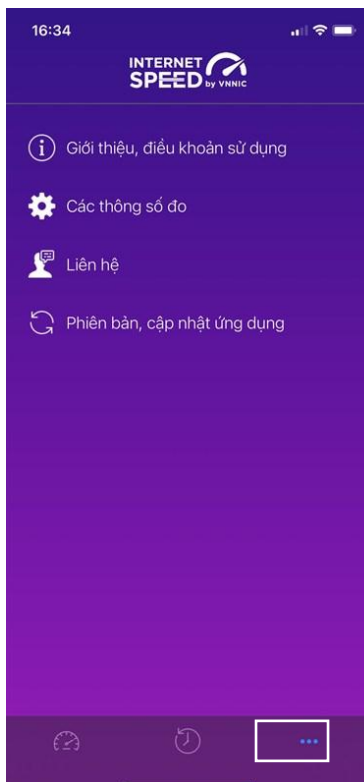 16:34
INTERNET
SPEED by VNNIC
Giới thiệu, điều khoản sử dụng
Các thông số đo
Liên hệ
Phiên bản, cập nhật ứng dụng